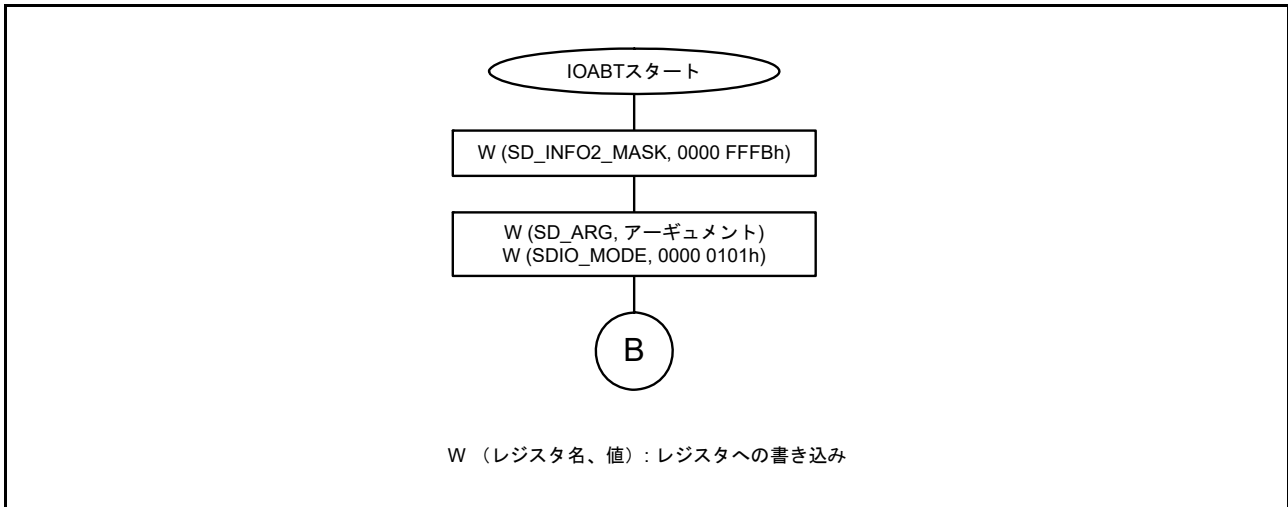 IOABTスタート
W (SD_INFO2_MASK, 0000 FFFBh)
W (SD_ARG, アーギュメント)
W (SDIO_MODE, 0000 0101h)
B
W （レジスタ名、値）: レジスタへの書き込み